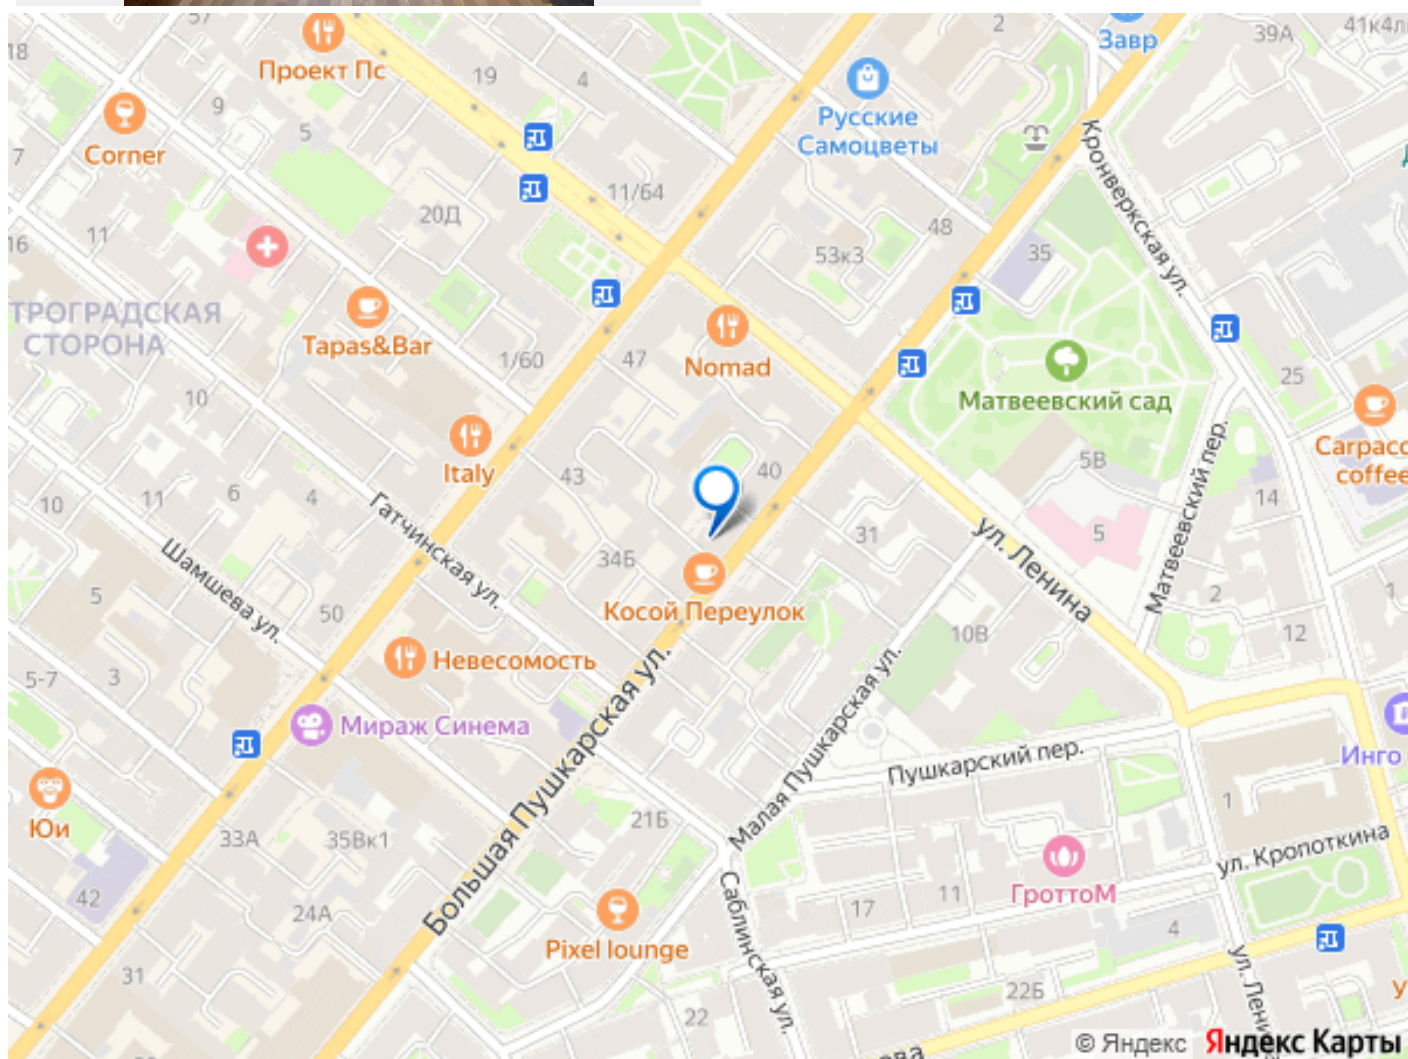 57
2
Завр
39А
41к4л
18
Проект Пс
19
4
9
Русские
Самоцветы
5
Corner
7
Кронверкская ул.
11/64
20Д
48
16
11
53к3
35
ТРОГРАДСКАЯ
СТОРОНА
Tapas&Bar
1/60
47
Nomad
25
10
Матвеевский сад
Italy
43
40
5В
Carpacc
coffee
10
11
6
4
Гатчинская ул.
31
ул. Ленина
5
14
Матвеевский пер.
Шамшева ул.
34Б
5
50
Косой Переулок
2
1
10В
12
Невесомость
5-7
3
Мираж Синема
Большая Пушкарская ул.
Малая Пушкарская ул.
Пушкарский пер.
Инго
Юи
33А
35Вк1
21Б
1
ул. Кропоткина
ГроттоМ
42
24А
Саблинская ул.
17
11
4
Pixel lounge
31
22Б
ул. Лени
22
ова
© Яндекс Яндекс Карты